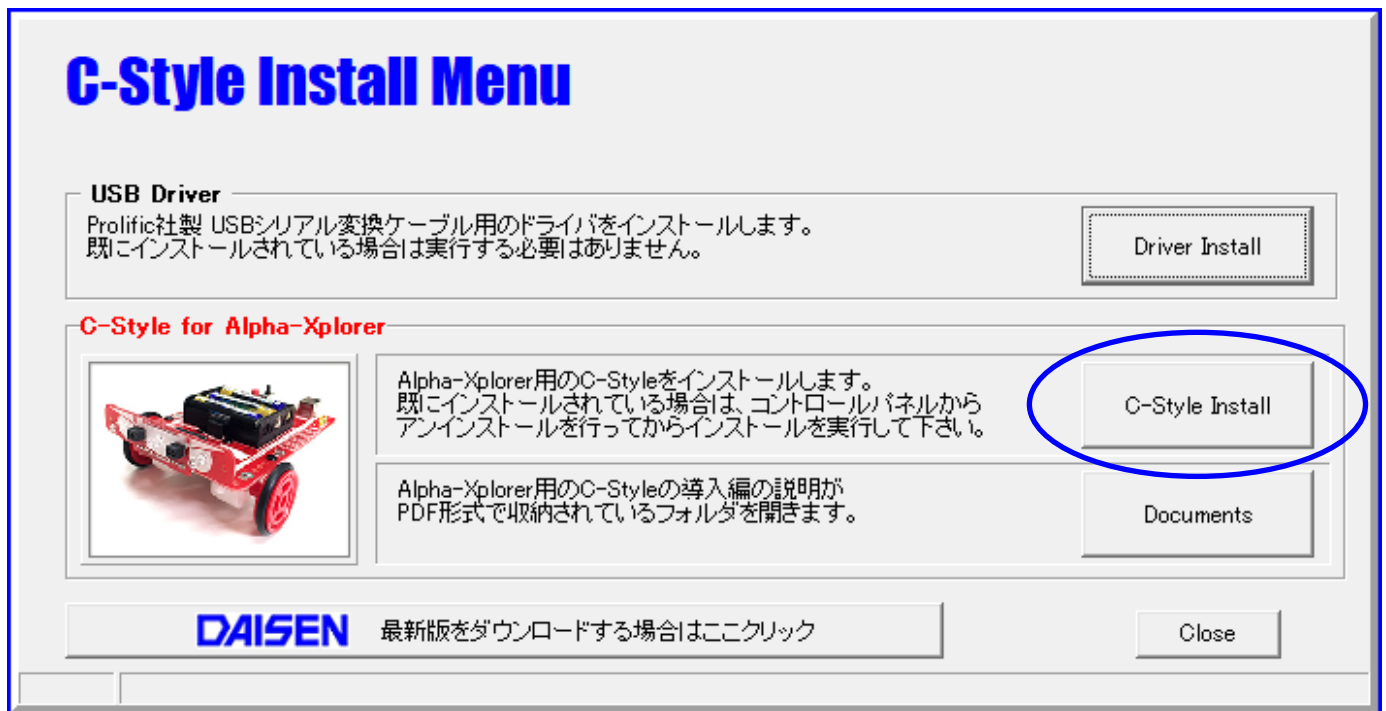 C-Style Install Menu
USB Driver
Prolific社製 USBシリアル変換ケーブル用のドライバをインストールします。
既にインストールされている場合は実行する必要はありません。
Driver Install
C-Style for Alpha-Xplorer
Alpha-Xplorer用のC-Styleをインストールします。
既にインストールされている場合は、コントロールパネルから
アンインストールを行ってからインストールを実行して下さい。
C-Style Install
Alpha-Xplorer用のC-Styleの導入編の説明が
PDF形式で収納されているフォルダを開きます。
Documents
DAISEN 最新版をダウンロードする場合はここクリック
Close